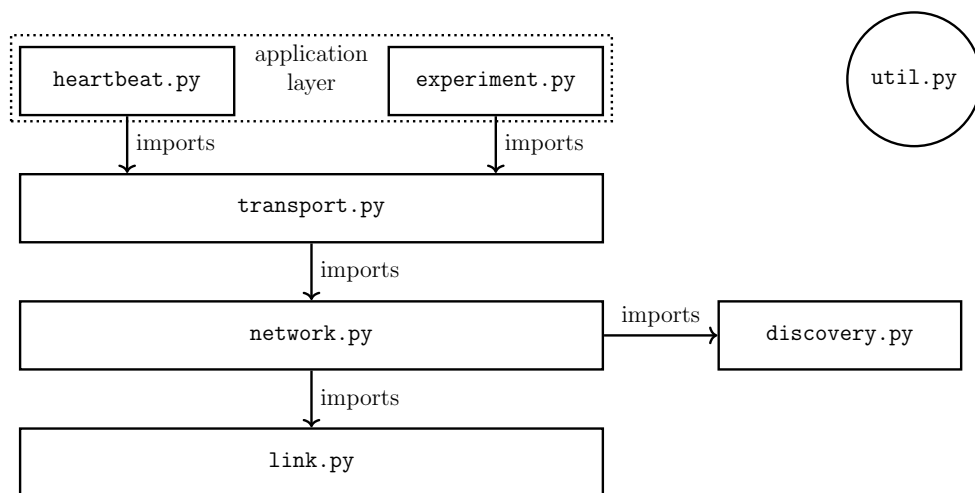 heartbeat.py
application
layer
experiment.py
util.py
imports
imports
transport.py
imports
network.py
imports
discovery.py
imports
link.py